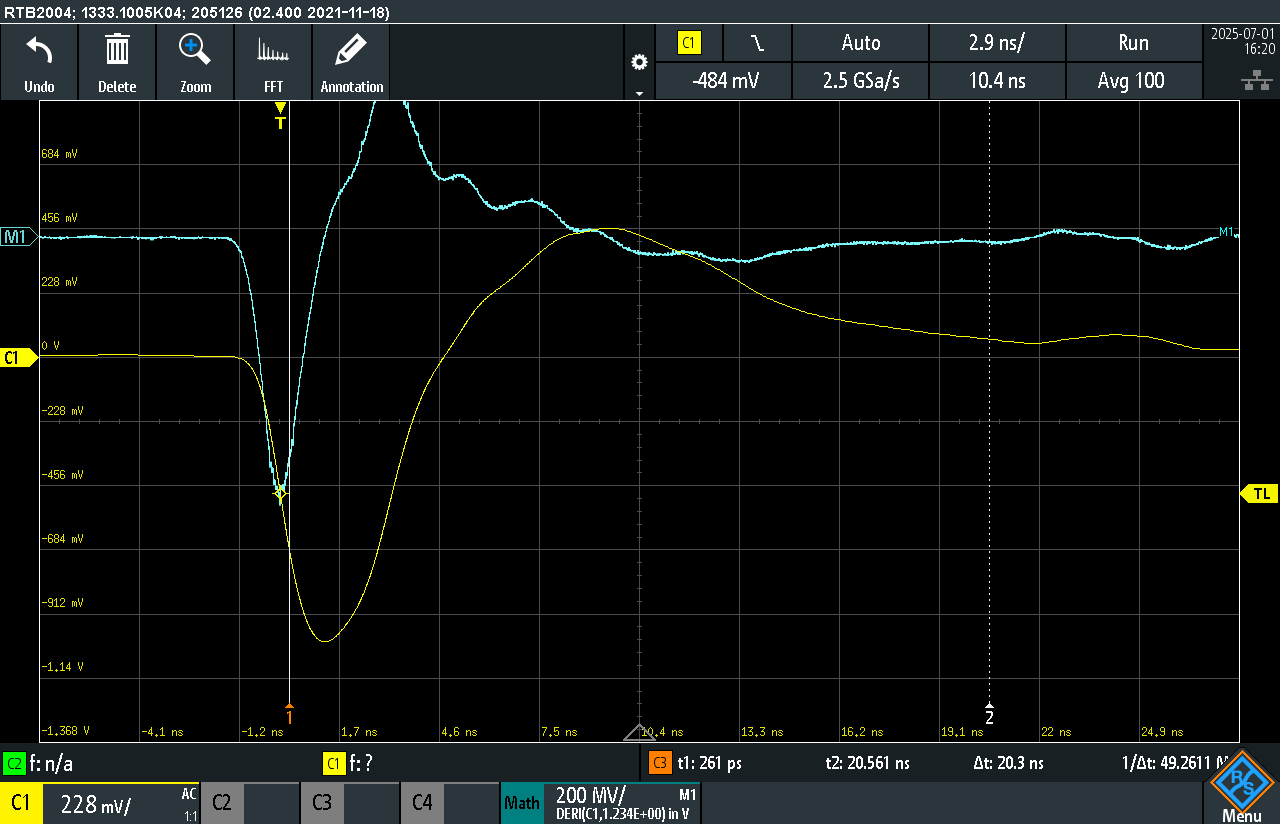 RTB2004; 1333.1005K04; 205126 (02.400 2021-11-18)
Undo
Delete
Zoom
FFT
Annotation
C1
Auto
2.9 ns/
Run
-484 mV
2.5 GSa/s
10.4 ns
Avg 100
2025-07-01
16:20
T
684 mV
456 mV
M1
M1
228 mV
0 V
C1
-228 mV
-456 mV
TL
-684 mV
-912 mV
-1.14 V
1
2
-1.368 V
-4.1 ns
-1.2 ns
1.7 ns
4.6 ns
7.5 ns
10.4 ns
13.3 ns
16.2 ns
19.1 ns
22 ns
24.9 ns
C2 f: n/a
C1 f: ?
C3 t1: 261 ps
t2: 20.561 ns
Δt: 20.3 ns
1/Δt: 49.2611 M
C1 228 mV/
AC
1:1
C2
C3
C4
Math
200 MV/
M1
DERI(C1,1.234E+00) in V
R S
Menu